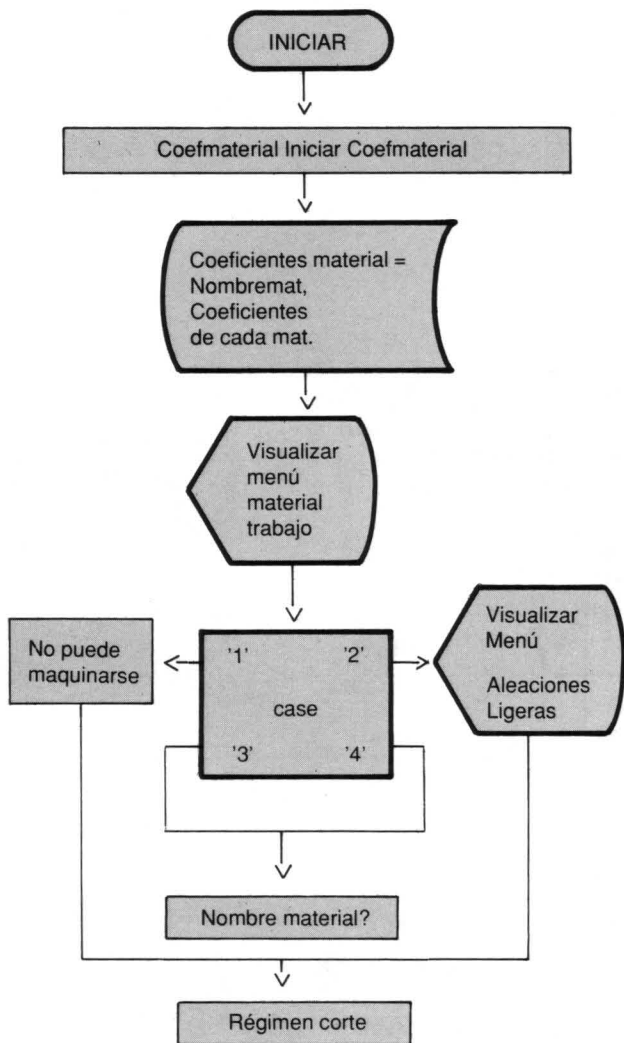 INICIAR
Coefmaterial Iniciar Coefmaterial
Coeficientes material =
Nombremat,
Coeficientes
de cada mat.
Visualizar
menú
material
trabajo
No puede
maquinarse
'1' '2'
case
'3' '4'
Visualizar
Menú
Aleaciones
Ligeras
Nombre material?
Régimen corte